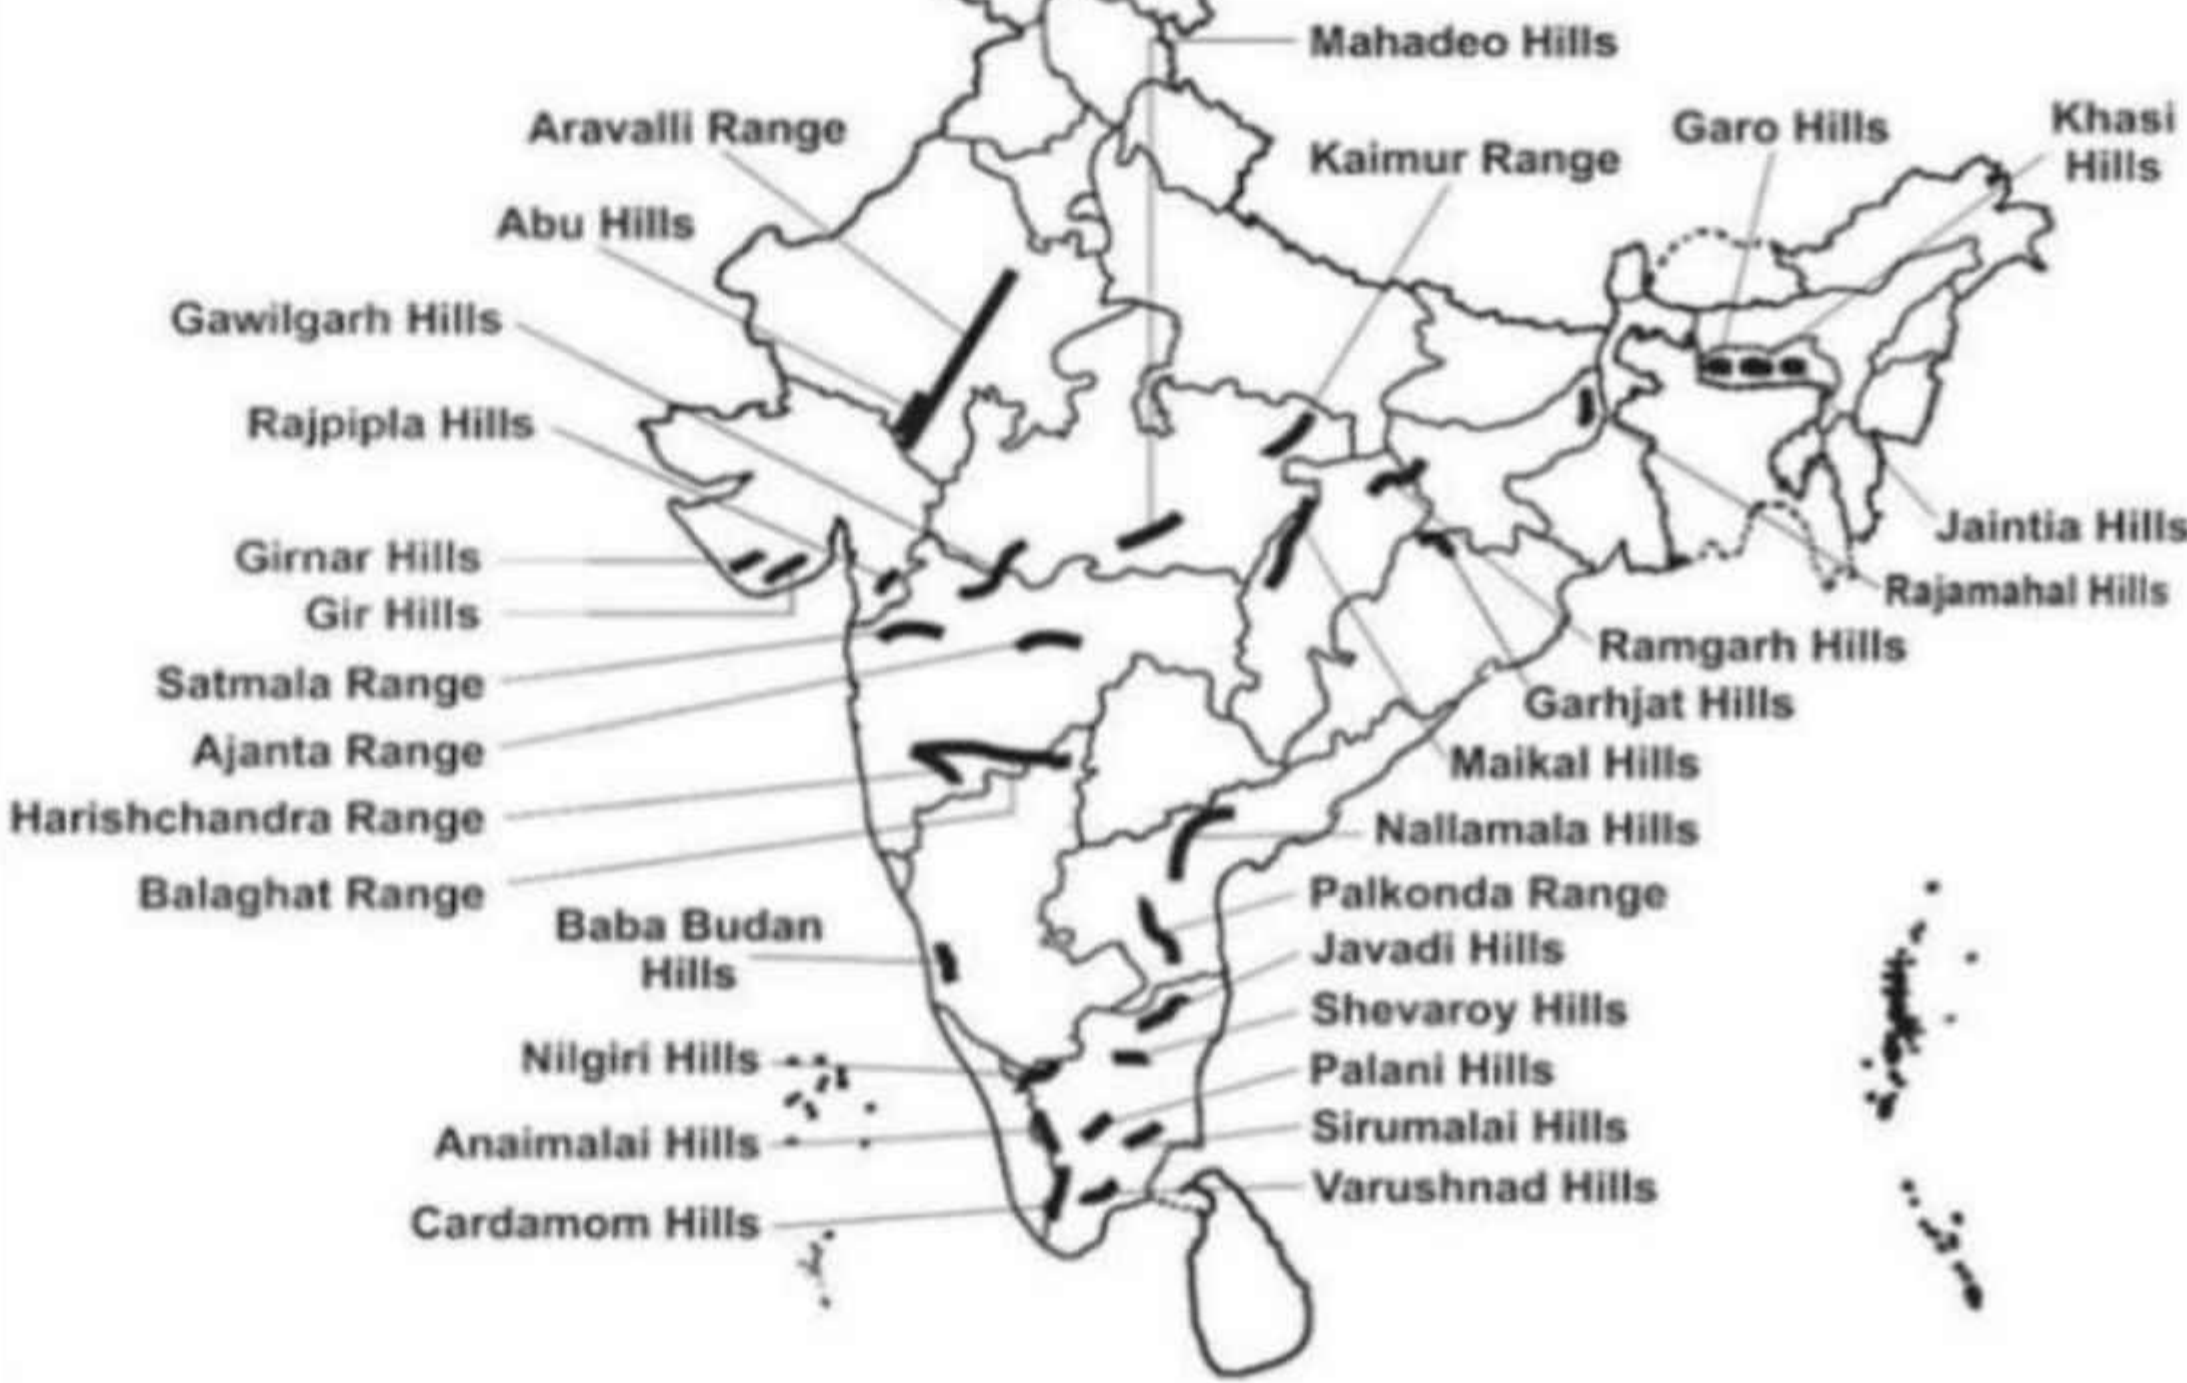 Mahadeo Hills
Aravalli Range
Garo Hills
Khasi
Hills
Kaimur Range
Abu Hills
Gawilgarh Hills
Rajpipla Hills
Girnar Hills
Gir Hills
Satmala Range
Ajanta Range
Harishchandra Range
Balaghat Range
Baba Budan
Hills
Nilgiri Hills
Anaimalai Hills
Cardamom Hills
Jaintia Hills
Rajamahal Hills
Ramgarh Hills
Garhjat Hills
Maikal Hills
Nallamala Hills
Palkonda Range
Javadi Hills
Shevaroy Hills
Palani Hills
Sirumalai Hills
Varushnad Hills